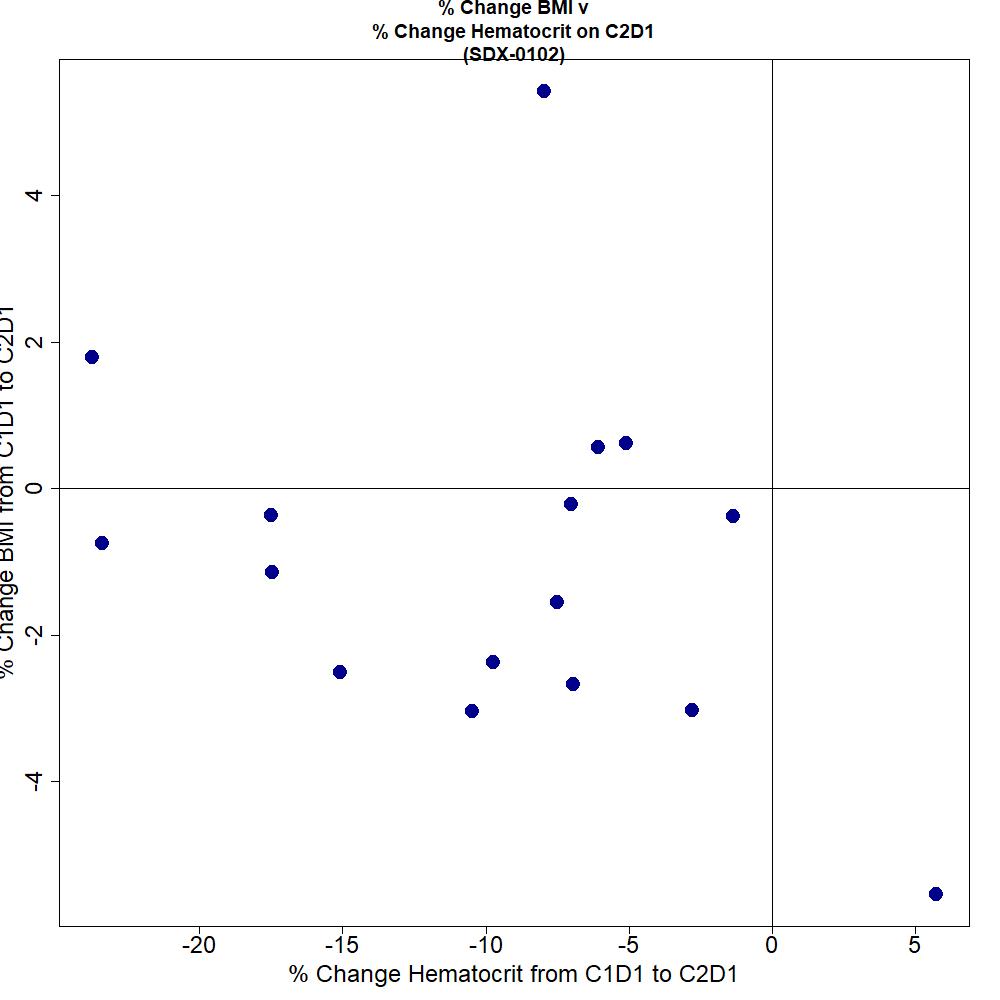 % Change BMI v
% Change Hematocrit on C2D1
(SDX-0102)
% Change BMI from C1D1 to C2D1
4
2
0
-2
-4
-20 -15 -10 -5 0 5
% Change Hematocrit from C1D1 to C2D1